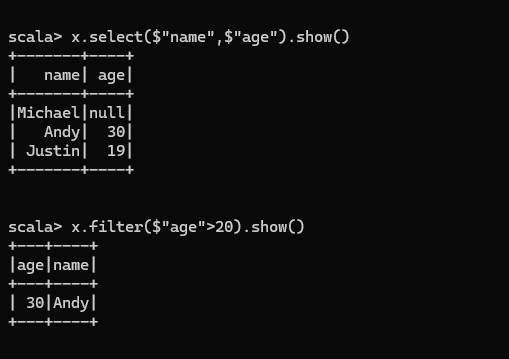 scala> x.select($"name",$"age").show()
+-------+----+
|   name| age|
+-------+----+
|Michael|null|
|   Andy|  30|
| Justin|  19|
+-------+----+
scala> x.filter($"age">20).show()
+---+----+
|age|name|
+---+----+
| 30|Andy|
+---+----+